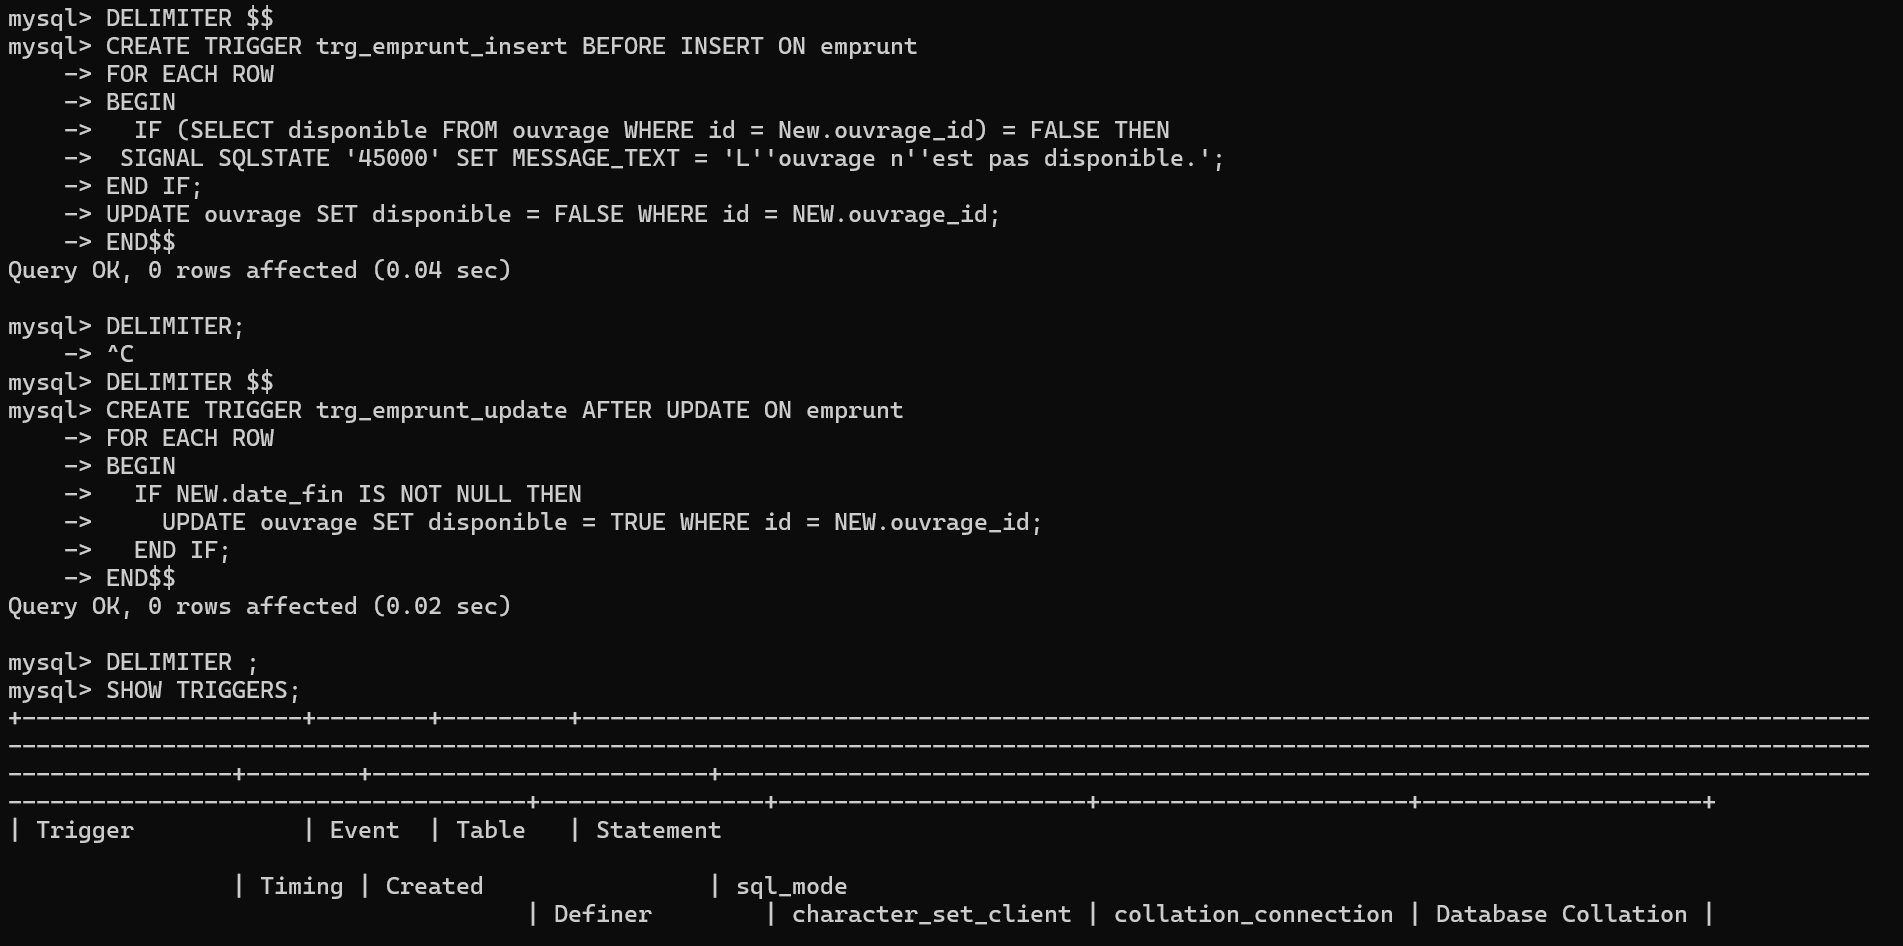 mysql> DELIMITER $$
mysql> CREATE TRIGGER trg_emprunt_insert BEFORE INSERT ON emprunt
    -> FOR EACH ROW
    -> BEGIN
    ->   IF (SELECT disponible FROM ouvrage WHERE id = New.ouvrage_id) = FALSE THEN
    ->  SIGNAL SQLSTATE '45000' SET MESSAGE_TEXT = 'L''ouvrage n''est pas disponible.';
    -> END IF;
    -> UPDATE ouvrage SET disponible = FALSE WHERE id = NEW.ouvrage_id;
    -> END$$
Query OK, 0 rows affected (0.04 sec)

mysql> DELIMITER;
    -> ^C
mysql> DELIMITER $$
mysql> CREATE TRIGGER trg_emprunt_update AFTER UPDATE ON emprunt
    -> FOR EACH ROW
    -> BEGIN
    ->   IF NEW.date_fin IS NOT NULL THEN
    ->     UPDATE ouvrage SET disponible = TRUE WHERE id = NEW.ouvrage_id;
    ->   END IF;
    -> END$$
Query OK, 0 rows affected (0.02 sec)

mysql> DELIMITER ;
mysql> SHOW TRIGGERS;
+--------------------+--------+---------+--------------------------------------------------------------------------------------------
-------------------------------------------------------------------------------------------------------------------------------------
----------------+--------+------------------------+----------------------------------------------------------------------------------
-------------------------------------+----------------+----------------------+----------------------+--------------------+
| Trigger            | Event  | Table   | Statement

                | Timing | Created                | sql_mode
                                     | Definer        | character_set_client | collation_connection | Database Collation |